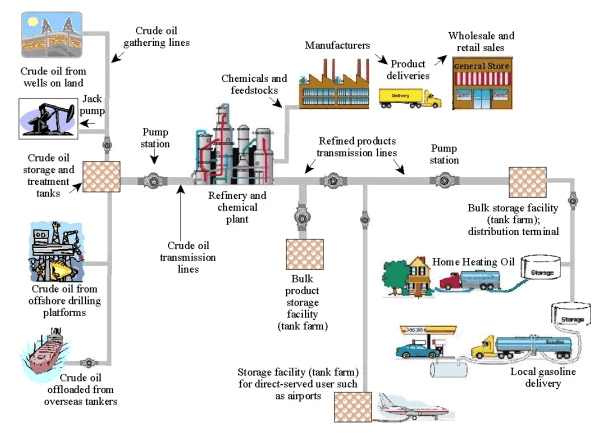 Crude oil
gathering lines
Manufacturers
Wholesale and
retail sales
Product
deliveries
General Store
Delivery
Crude oil from
wells on land
Jack
pump
Chemicals and
feedstocks
Pump
station
Refined products
transmission lines
Pump
station
Crude oil
storage and
treatment
tanks
Refinery and
chemical
plant
Bulk storage facility
(tank farm);
distribution terminal
Crude oil
transmission
lines
Crude oil from
offshore drilling
platforms
Bulk
product
storage
facility
(tank farm)
Home Heating Oil
Storage
Storage
Local gasoline
delivery
Crude oil
offloaded from
overseas tankers
Storage facility (tank farm)
for direct-served user such
as airports